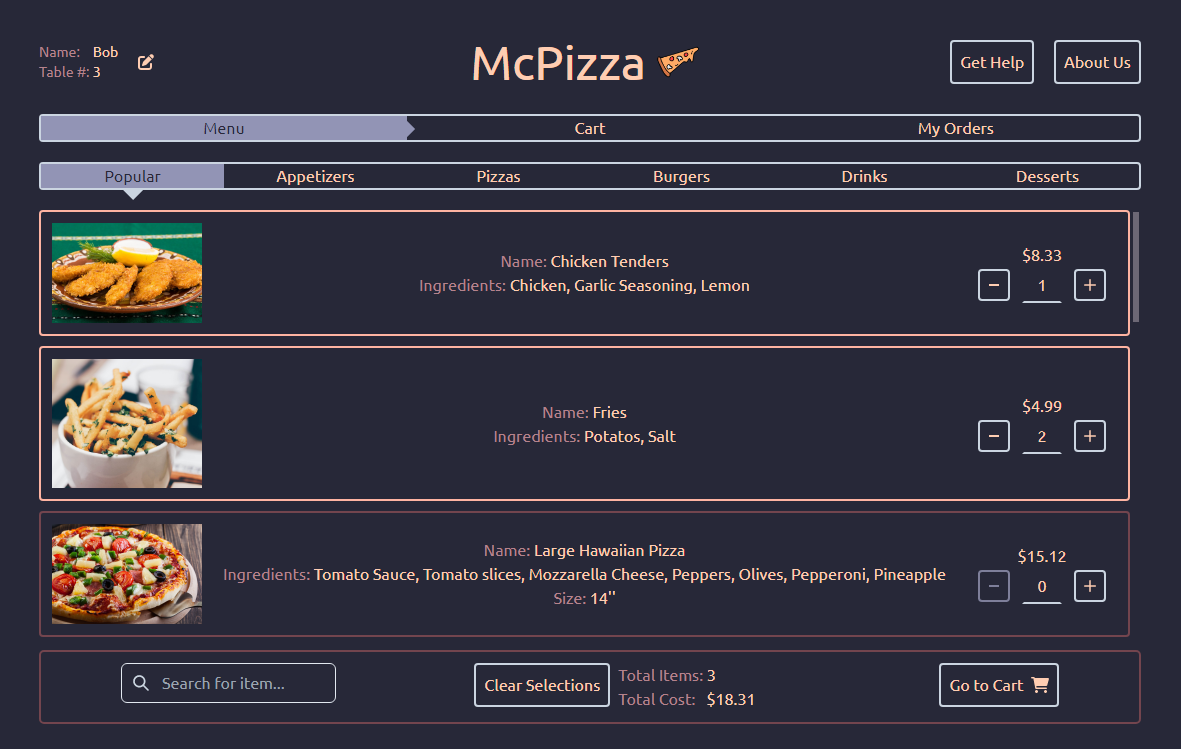 Name: Bob
Table #: 3
McPizza
Get Help
About Us
Menu
Cart
My Orders
Popular
Appetizers
Pizzas
Burgers
Drinks
Desserts
Name: Chicken Tenders
Ingredients: Chicken, Garlic Seasoning, Lemon
$8.33
− 1 +
Name: Fries
Ingredients: Potatos, Salt
$4.99
− 2 +
Name: Large Hawaiian Pizza
Ingredients: Tomato Sauce, Tomato slices, Mozzarella Cheese, Peppers, Olives, Pepperoni, Pineapple
Size: 14''
$15.12
− 0 +
Search for item...
Clear Selections
Total Items: 3
Total Cost: $18.31
Go to Cart